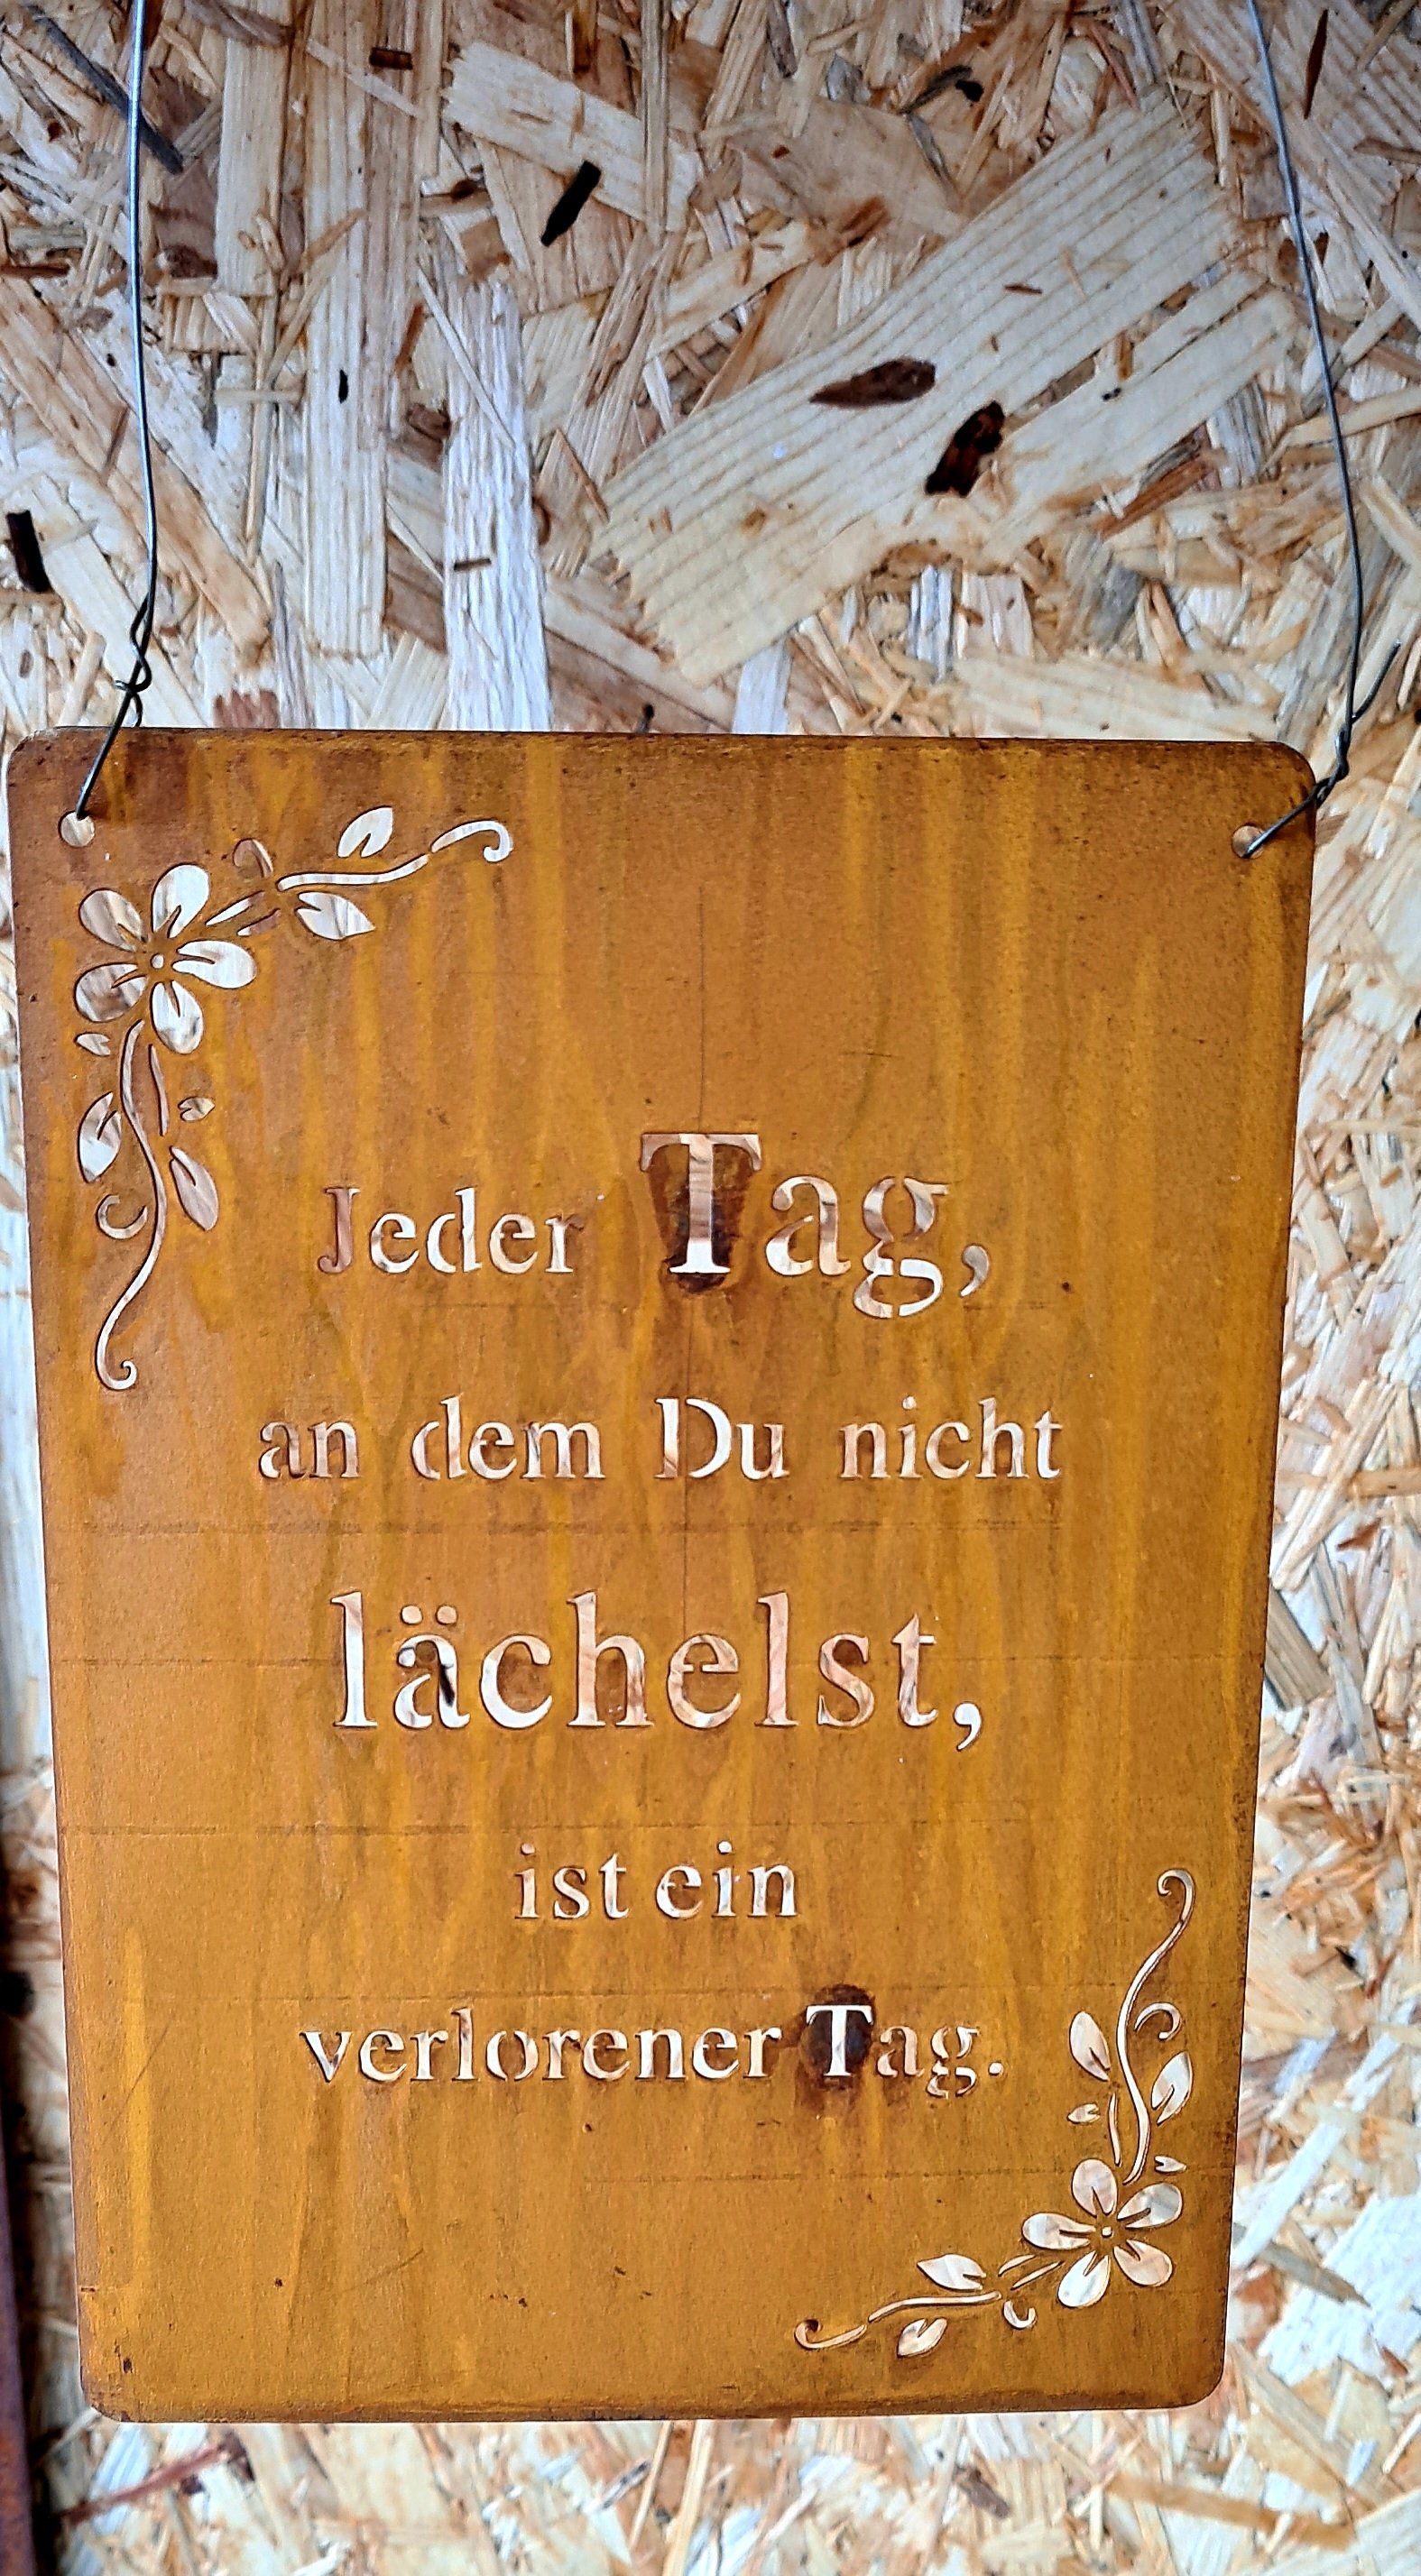 Jeder Tag,
an dem Du nicht
lächelst,
ist ein
verlorener Tag.